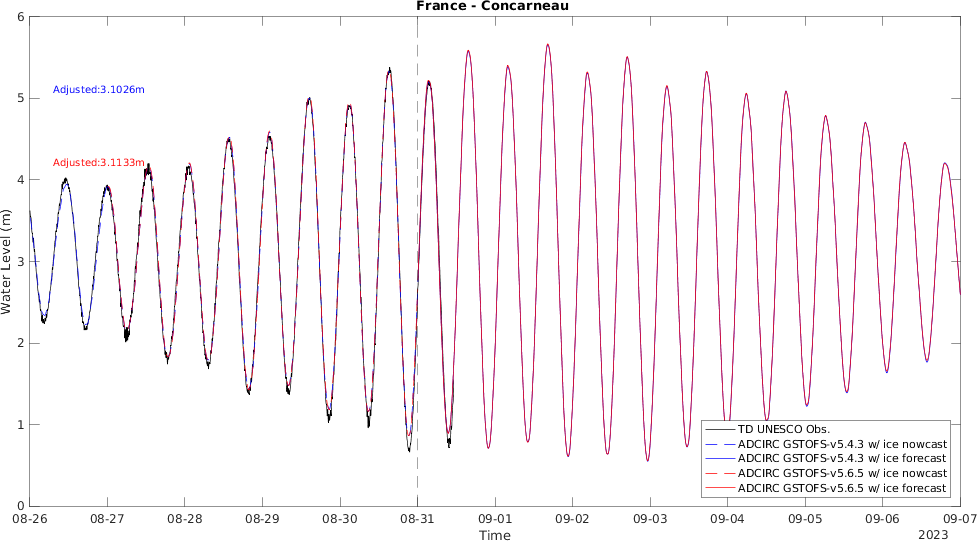 France - Concarneau
6
5
4
3
2
1
0
Water Level (m)
Adjusted:3.1026m
Adjusted:3.1133m
TD UNESCO Obs.
ADCIRC GSTOFS-v5.4.3 w/ ice nowcast
ADCIRC GSTOFS-v5.4.3 w/ ice forecast
ADCIRC GSTOFS-v5.6.5 w/ ice nowcast
ADCIRC GSTOFS-v5.6.5 w/ ice forecast
08-26 08-27 08-28 08-29 08-30 08-31 09-01 09-02 09-03 09-04 09-05 09-06 09-07
Time
2023